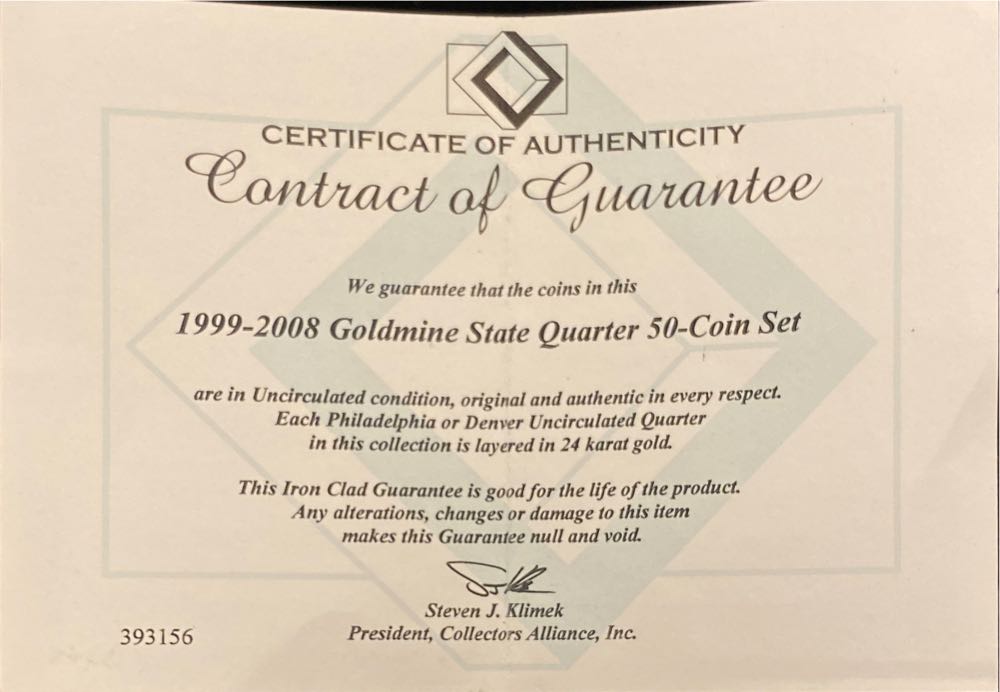 CERTIFICATE OF AUTHENTICITY
Contract of Guarantee
We guarantee that the coins in this
1999-2008 Goldmine State Quarter 50-Coin Set
are in Uncirculated condition, original and authentic in every respect.
Each Philadelphia or Denver Uncirculated Quarter
in this collection is layered in 24 karat gold.
This Iron Clad Guarantee is good for the life of the product.
Any alterations, changes or damage to this item
makes this Guarantee null and void.
Steven J. Klimek
President, Collectors Alliance, Inc.
393156